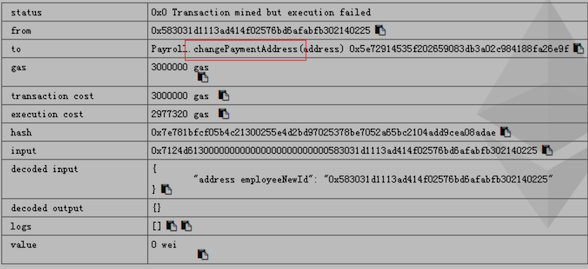 status 0x0 Transaction mined but execution failed
from 0x583031d1113ad414f02576bd6afabfb302140225
to Payroll.changePaymentAddress(address) 0x5e72914535f202659083db3a02c984188fa26e9f
gas 3000000 gas
transaction cost 3000000 gas
execution cost 2977320 gas
hash 0x7e781bfcf05b4c21300255e4d2bd97025378be7052a65bc2104add9cea08adae
input 0x7124d613000000000000000000000000583031d1113ad414f02576bd6afabfb302140225
decoded input {
"address employeeNewId": "0x583031d1113ad414f02576bd6afabfb302140225"
}
decoded output {}
logs []
value 0 wei